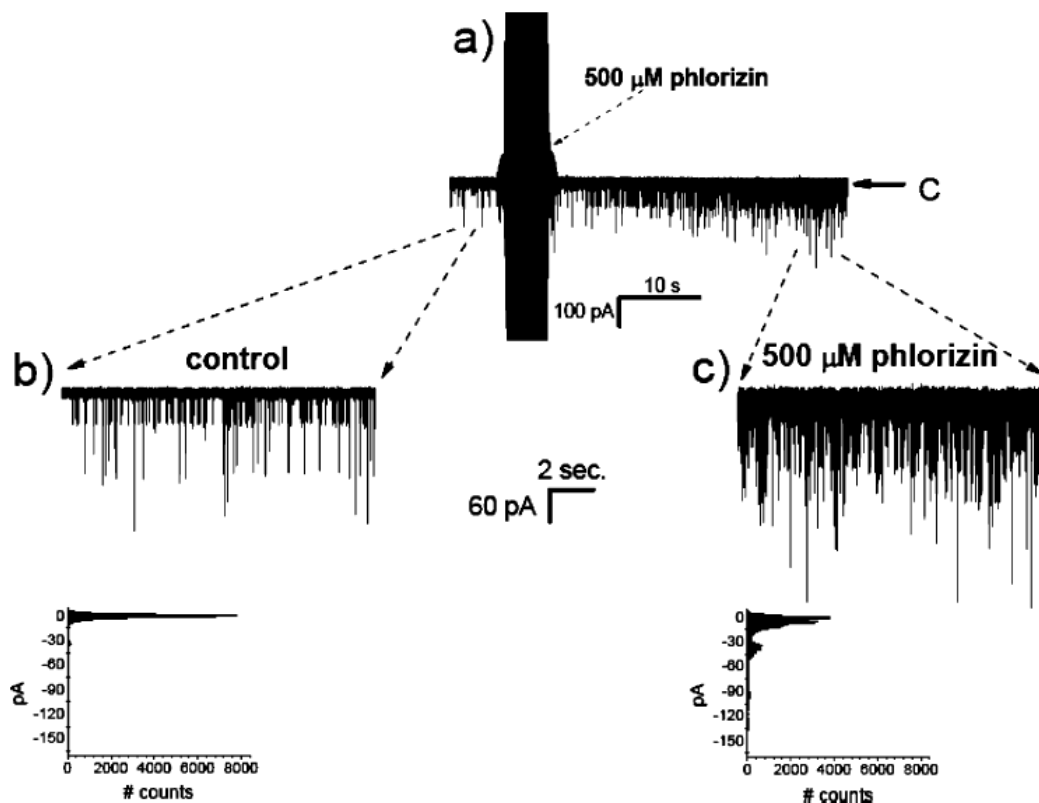 a)
500 µM phlorizin
C
10 s
100 pA
b)
control
c)
500 µM phlorizin
2 sec.
60 pA
0
-30
-60
-90
-120
-150
pA
0 2000 4000 6000 8000
# counts
0
-30
-60
-90
-120
-150
pA
0 2000 4000 6000 8000
# counts